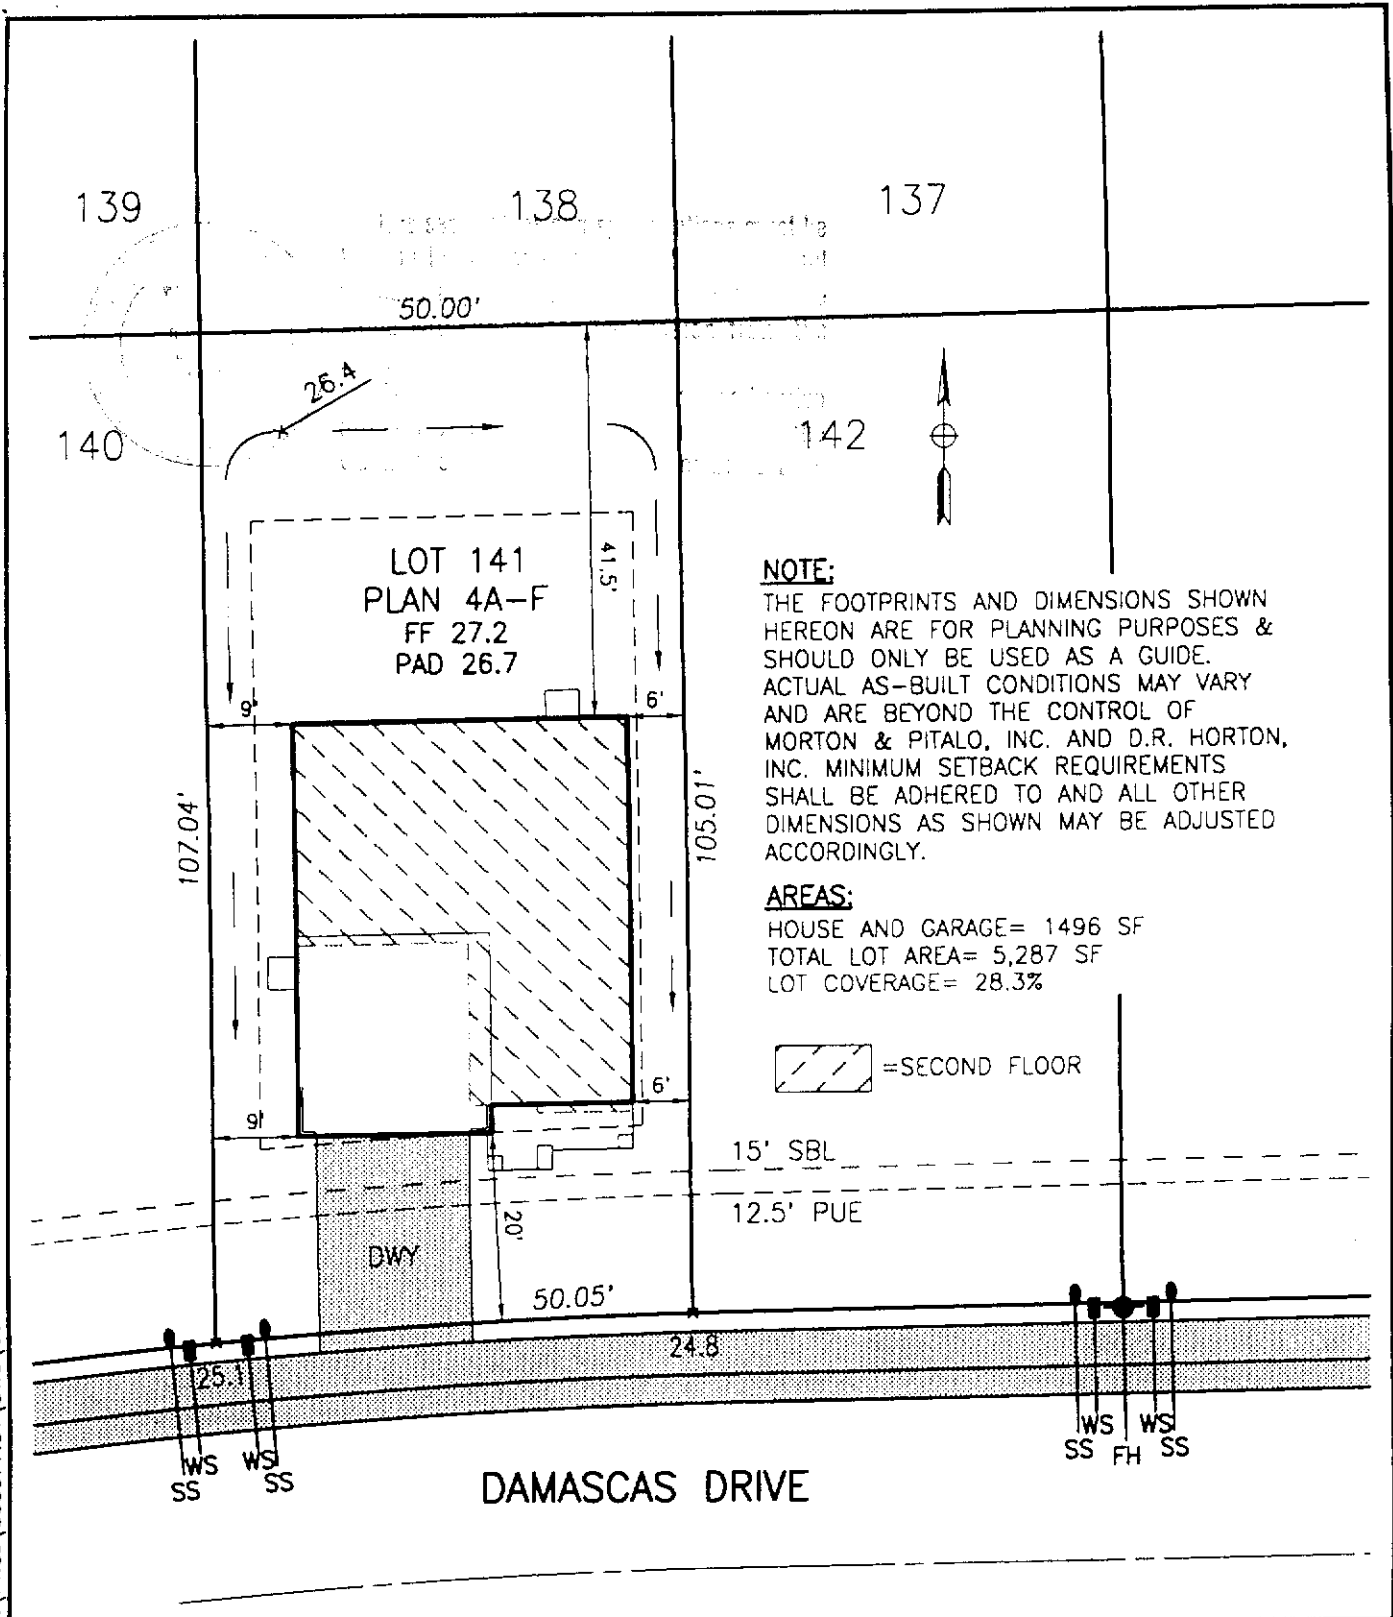 139
138
137
50.00'
26.4
140
142
41.5'
LOT 141
PLAN 4A-F
FF 27.2
PAD 26.7
9'
6'
107.04'
105.01'
NOTE:
THE FOOTPRINTS AND DIMENSIONS SHOWN
HEREON ARE FOR PLANNING PURPOSES &
SHOULD ONLY BE USED AS A GUIDE.
ACTUAL AS-BUILT CONDITIONS MAY VARY
AND ARE BEYOND THE CONTROL OF
MORTON & PITALO, INC. AND D.R. HORTON,
INC. MINIMUM SETBACK REQUIREMENTS
SHALL BE ADHERED TO AND ALL OTHER
DIMENSIONS AS SHOWN MAY BE ADJUSTED
ACCORDINGLY.
AREAS:
HOUSE AND GARAGE= 1496 SF
TOTAL LOT AREA= 5,287 SF
LOT COVERAGE= 28.3%
=SECOND FLOOR
9'
6'
15' SBL
12.5' PUE
20'
DWY
50.05'
25.1
24.8
SS
WS
WS
SS
SS
WS
FH
WS
SS
DAMASCAS DRIVE